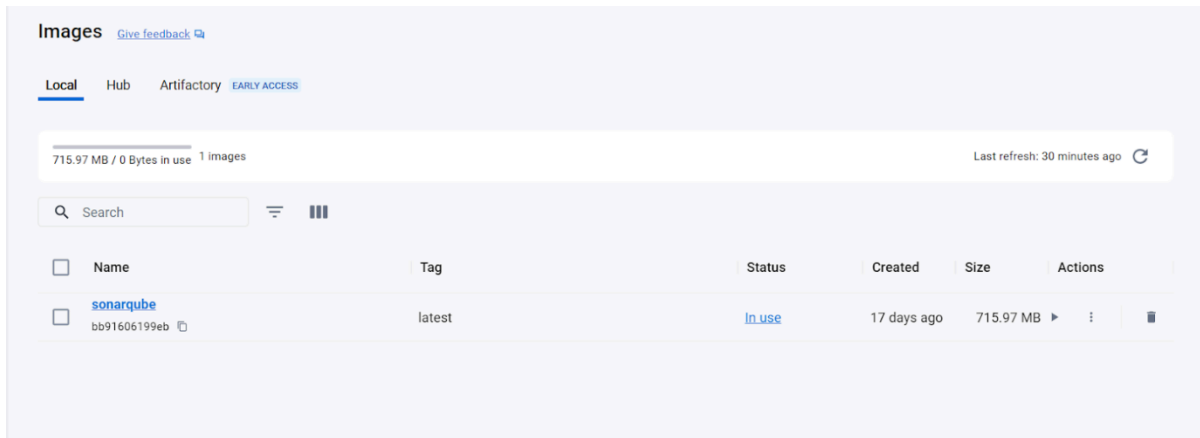 Images Give feedback
Local Hub Artifactory EARLY ACCESS
715.97 MB / 0 Bytes in use 1 images Last refresh: 30 minutes ago
Search
Name Tag Status Created Size Actions
sonarqube
bb91606199eb
latest In use 17 days ago 715.97 MB